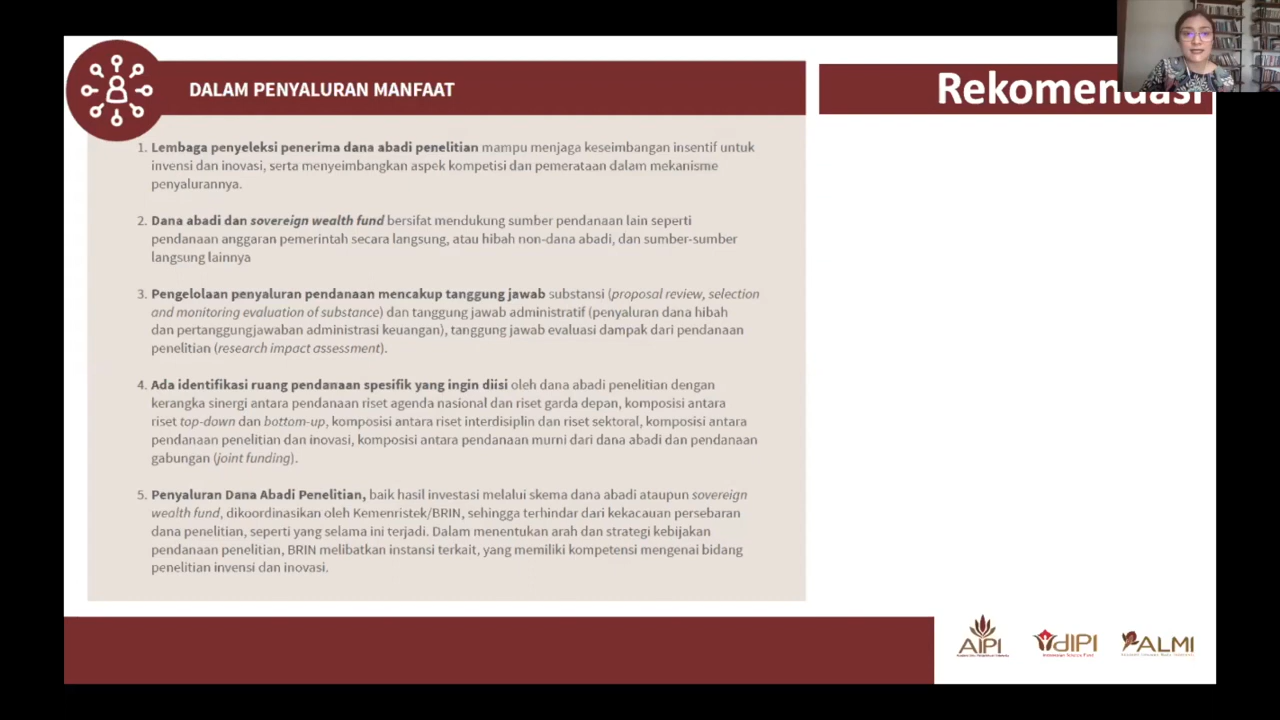 DALAM PENYALURAN MANFAAT
Rekomendasi
1. Lembaga penyeleksi penerima dana abadi penelitian mampu menjaga keseimbangan insentif untuk
invensi dan inovasi, serta menyeimbangkan aspek kompetisi dan pemerataan dalam mekanisme
penyalurannya.
2. Dana abadi dan sovereign wealth fund bersifat mendukung sumber pendanaan lain seperti
pendanaan anggaran pemerintah secara langsung, atau hibah non-dana abadi, dan sumber-sumber
langsung lainnya
3. Pengelolaan penyaluran pendanaan mencakup tanggung jawab substansi (proposal review, selection
and monitoring evaluation of substance) dan tanggung jawab administratif (penyaluran dana hibah
dan pertanggungjawaban administrasi keuangan), tanggung jawab evaluasi dampak dari pendanaan
penelitian (research impact assessment).
4. Ada identifikasi ruang pendanaan spesifik yang ingin diisi oleh dana abadi penelitian dengan
kerangka sinergi antara pendanaan riset agenda nasional dan riset garda depan, komposisi antara
riset top-down dan bottom-up, komposisi antara riset interdisiplin dan riset sektoral, komposisi antara
pendanaan penelitian dan inovasi, komposisi antara pendanaan murni dari dana abadi dan pendanaan
gabungan (joint funding).
5. Penyaluran Dana Abadi Penelitian, baik hasil investasi melalui skema dana abadi ataupun sovereign
wealth fund, dikoordinasikan oleh Kemenristek/BRIN, sehingga terhindar dari kekacauan persebaran
dana penelitian, seperti yang selama ini terjadi. Dalam menentukan arah dan strategi kebijakan
pendanaan penelitian, BRIN melibatkan instansi terkait, yang memiliki kompetensi mengenai bidang
penelitian invensi dan inovasi.
AIPI
dIPI
ALMI